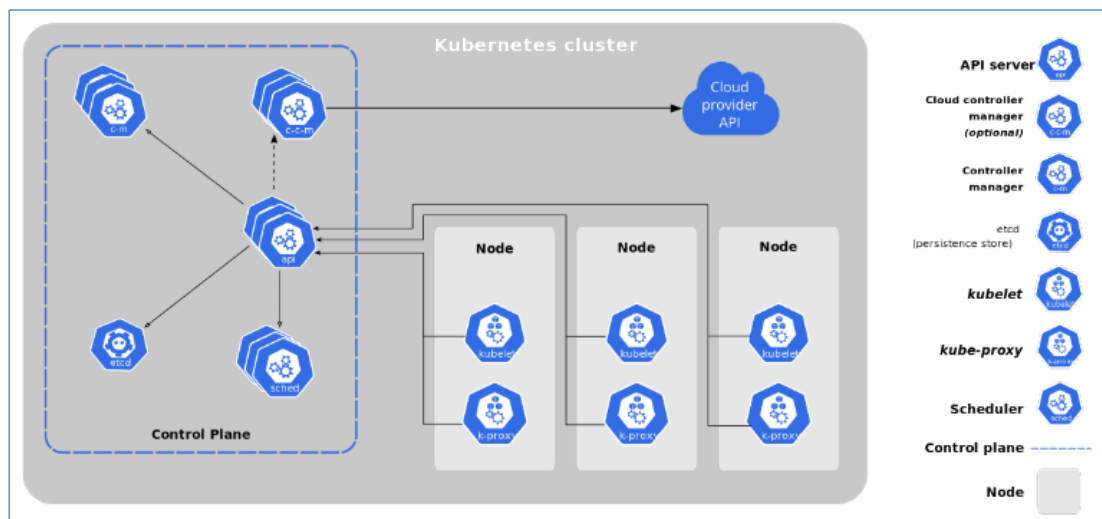 Kubernetes cluster
c-m
c-c-m
Cloud
provider
API
api
etcd
sched
Control Plane
Node
kubelet
k-proxy
Node
kubelet
k-proxy
Node
kubelet
k-proxy
API server
api
Cloud controller
manager
(optional)
c-c-m
Controller
manager
c-m
etcd
(persistence store)
etcd
kubelet
kubelet
kube-proxy
k-proxy
Scheduler
sched
Control plane
Node